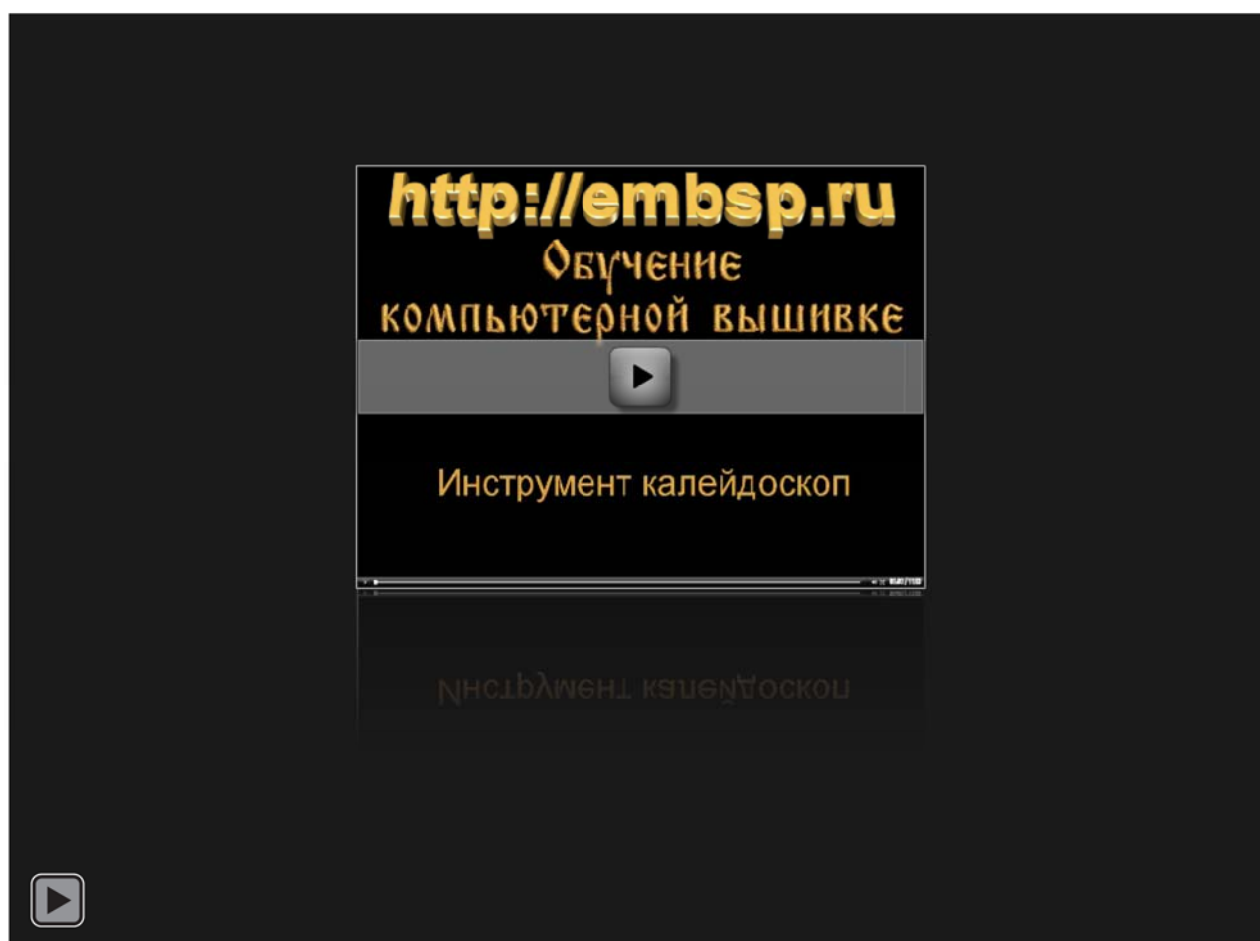 http://embsp.ru
Обучение
компьютерной вышивке
Инструмент калейдоскоп